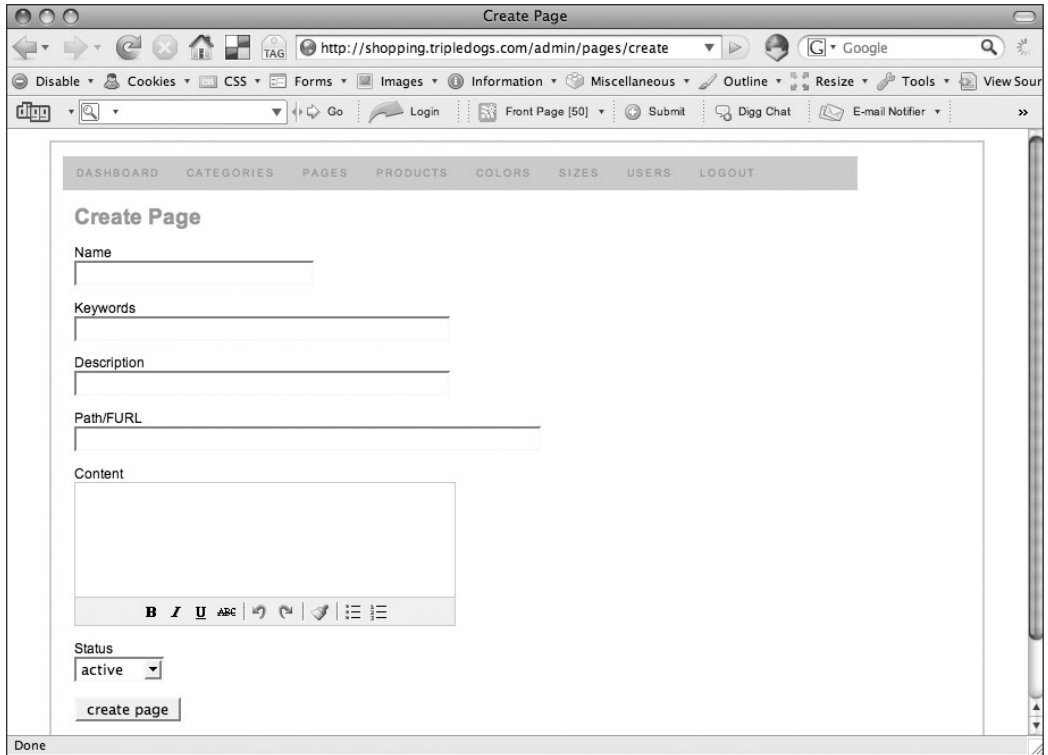 Create Page
TAG http://shopping.tripledogs.com/admin/pages/create G Google
Disable Cookies CSS Forms Images Information Miscellaneous Outline Resize Tools View Sour
digg Go Login Front Page [50] Submit Digg Chat E-mail Notifier »
DASHBOARD CATEGORIES PAGES PRODUCTS COLORS SIZES USERS LOGOUT
Create Page
Name
Keywords
Description
Path/FURL
Content
B I U ABC
Status
active
create page
Done